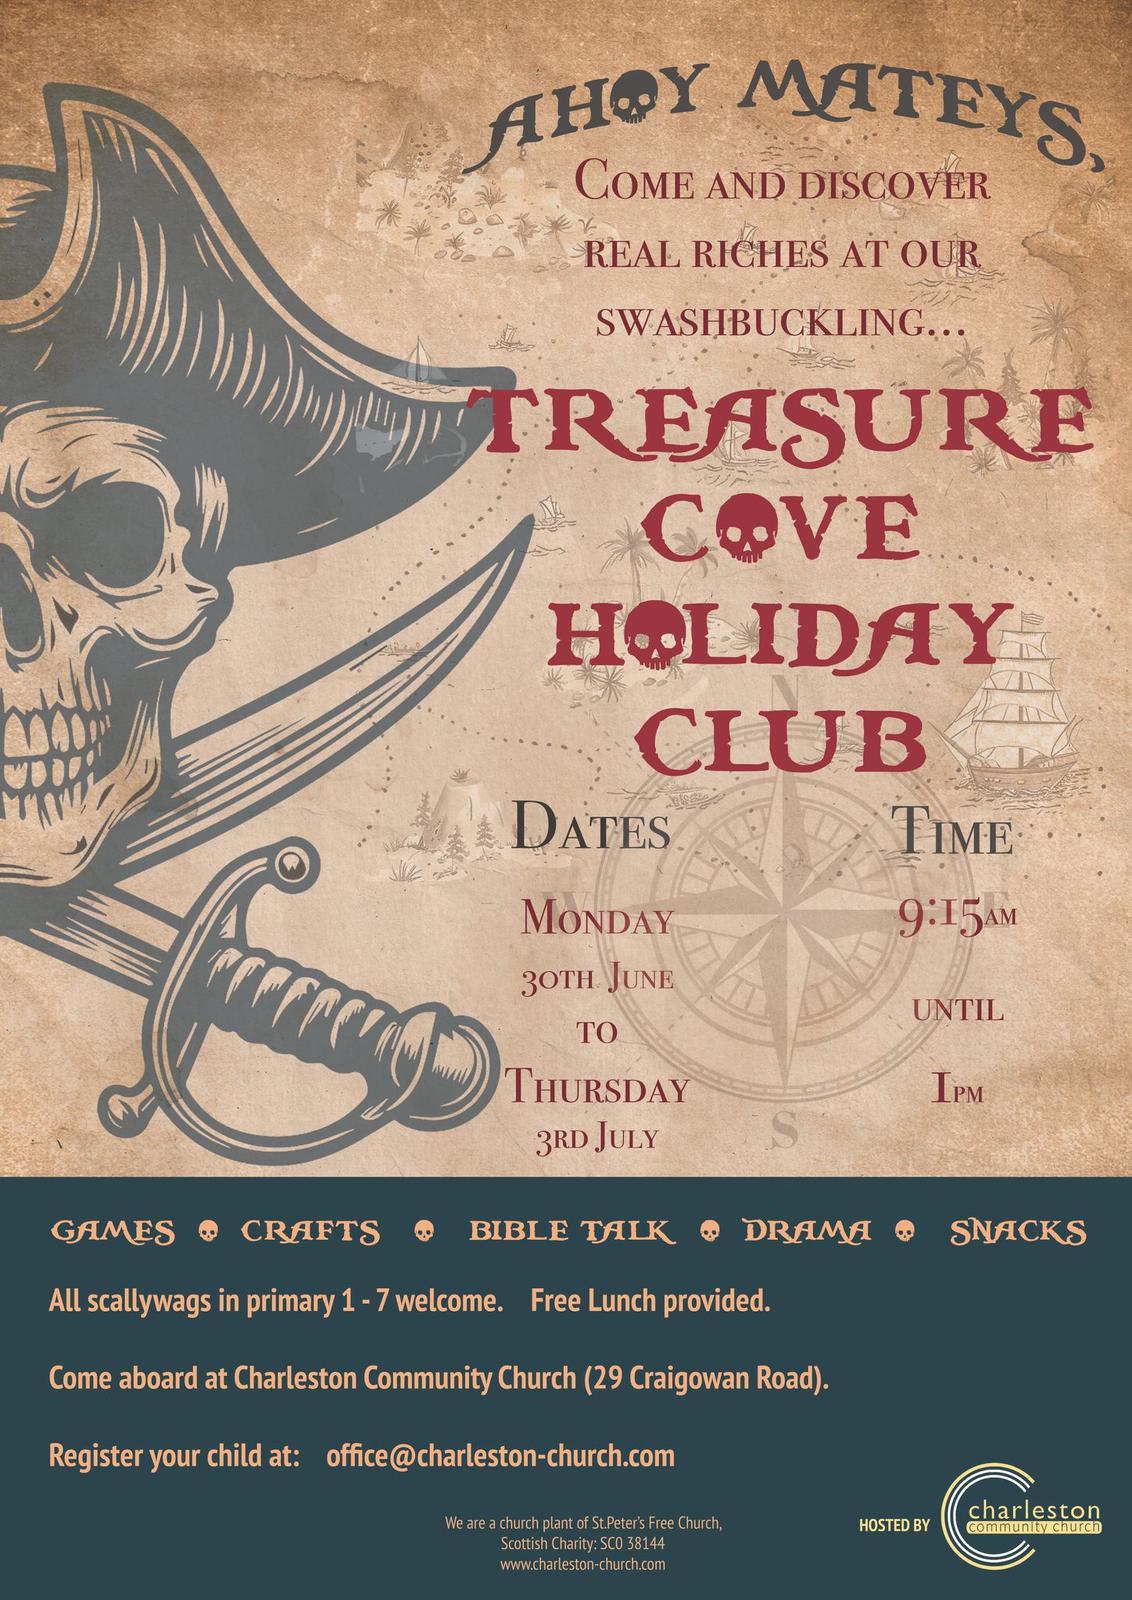 AHOY MATEYS,
COME AND DISCOVER
REAL RICHES AT OUR
SWASHBUCKLING...
TREASURE
COVE
HOLIDAY
CLUB
DATES
MONDAY
30TH JUNE
TO
THURSDAY
3RD JULY
TIME
9:15AM
UNTIL
1PM
N
W
E
S
GAMES CRAFTS BIBLE TALK DRAMA SNACKS
All scallywags in primary 1 - 7 welcome. Free Lunch provided.
Come aboard at Charleston Community Church (29 Craigowan Road).
Register your child at: office@charleston-church.com
We are a church plant of St.Peter's Free Church,
Scottish Charity: SC0 38144
www.charleston-church.com
HOSTED BY
charleston
community church